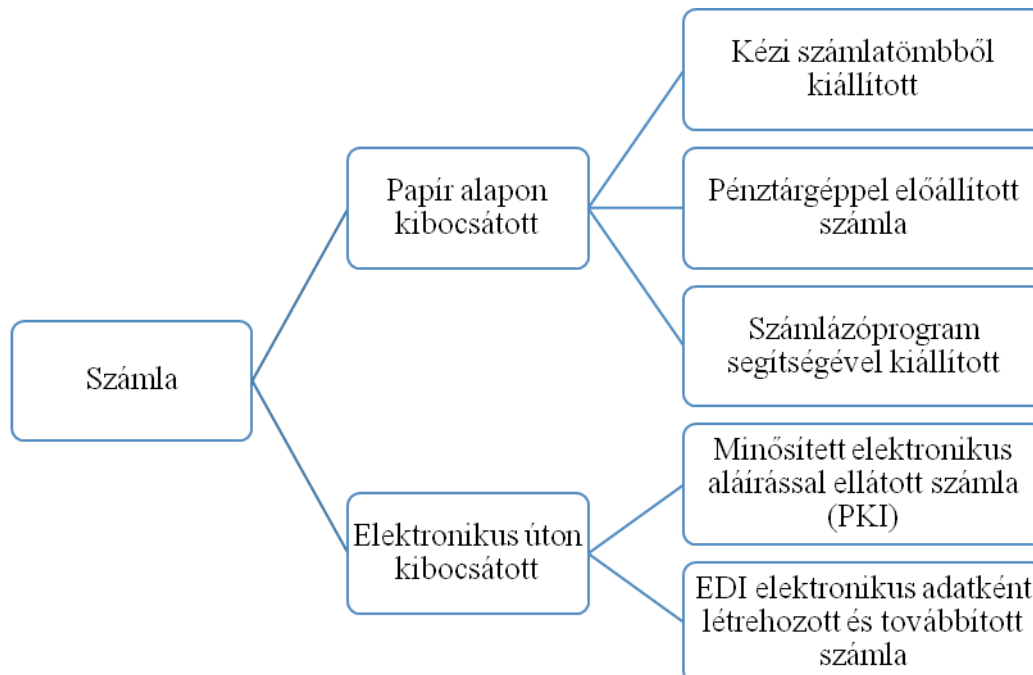 Számla
Papír alapon
kibocsátott
Kézi számlatömbből
kiállított
Pénztárgéppel előállított
számla
Számlázóprogram
segítségével kiállított
Elektronikus úton
kibocsátott
Minősített elektronikus
aláírással ellátott számla
(PKI)
EDI elektronikus adatként
létrehozott és továbbított
számla